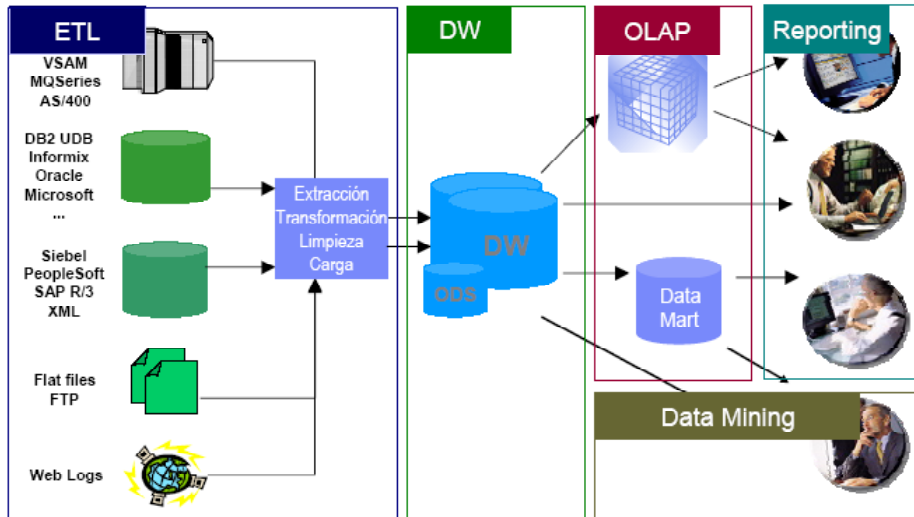 ETL
VSAM
MQSeries
AS/400
DB2 UDB
Informix
Oracle
Microsoft
...
Siebel
PeopleSoft
SAP R/3
XML
Flat files
FTP
Web Logs
Extracción
Transformación
Limpieza
Carga
DW
DW
ODS
OLAP
Data
Mart
Reporting
Data Mining